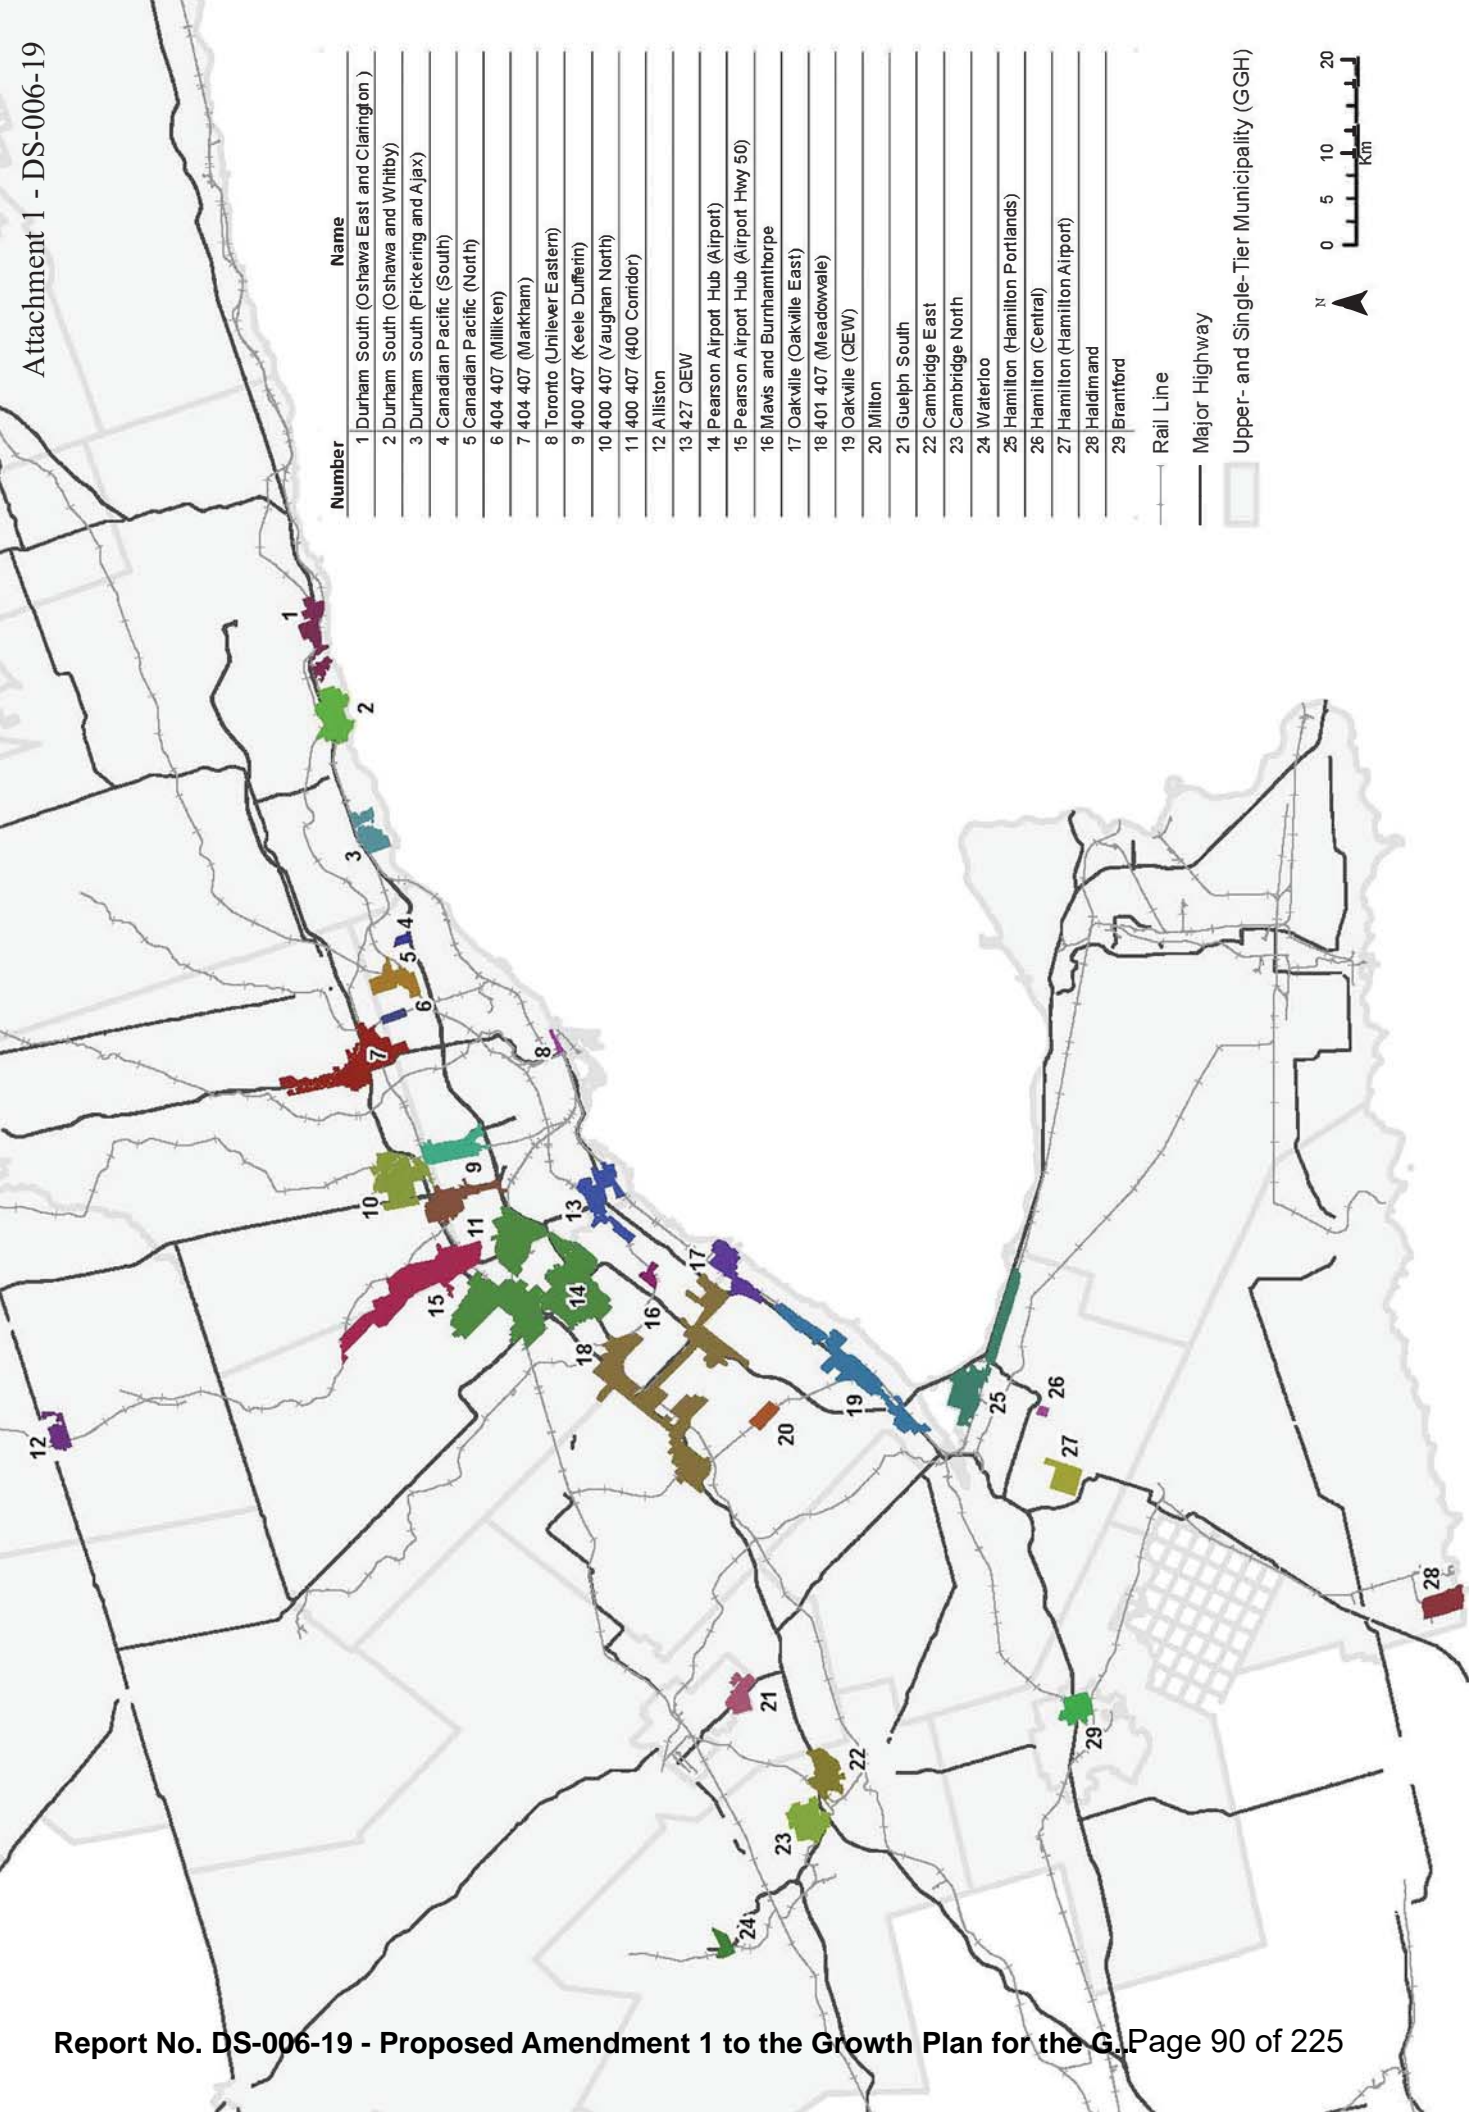 Attachment 1 - DS-006-19
Number Name
1 Durham South (Oshawa East and Clarington )
2 Durham South (Oshawa and Whitby)
3 Durham South (Pickering and Ajax)
4 Canadian Pacific (South)
5 Canadian Pacific (North)
6 404 407 (Milliken)
7 404 407 (Markham)
8 Toronto (Unilever Eastern)
9 400 407 (Keele Dufferin)
10 400 407 (Vaughan North)
11 400 407 (400 Corridor)
12 Alliston
13 427 QEW
14 Pearson Airport Hub (Airport)
15 Pearson Airport Hub (Airport Hwy 50)
16 Mavis and Burnhamthorpe
17 Oakville (Oakville East)
18 401 407 (Meadowvale)
19 Oakville (QEW)
20 Milton
21 Guelph South
22 Cambridge East
23 Cambridge North
24 Waterloo
25 Hamilton (Hamilton Portlands)
26 Hamilton (Central)
27 Hamilton (Hamilton Airport)
28 Haldimand
29 Brantford
Rail Line
Major Highway
Upper- and Single-Tier Municipality (GGH)
N
0 5 10 20
Km
1
2
3
4
5
6
7
8
9
10
11
12
13
14
15
16
17
18
19
20
21
22
23
24
25
26
27
28
29
Report No. DS-006-19 - Proposed Amendment 1 to the Growth Plan for the G...
Page 90 of 225